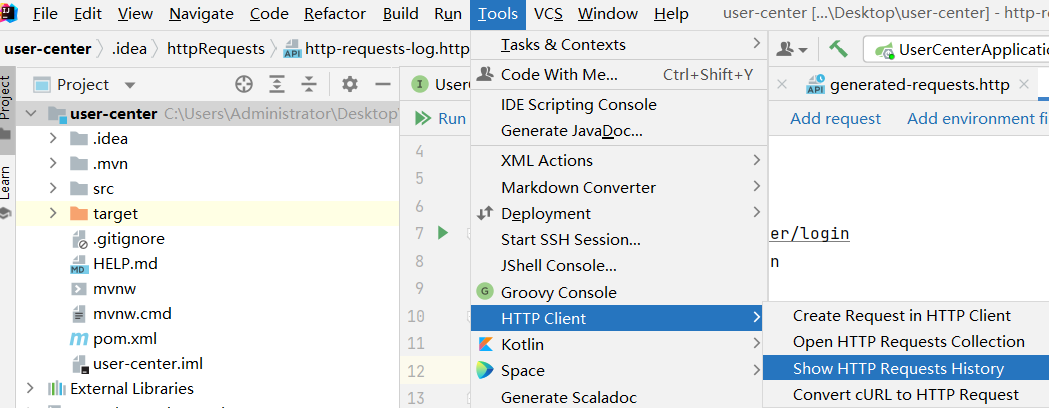 File Edit View Navigate Code Refactor Build Run Tools VCS Window Help user-center [...\Desktop\user-center] - http-r
user-center .idea httpRequests API http-requests-log.http
UserCenterApplicatio
Project
Learn
Project
user-center C:\Users\Administrator\Desktop
.idea
.mvn
src
target
.gitignore
MD HELP.md
mvnw
mvnw.cmd
pom.xml
user-center.iml
External Libraries
I UserC
Run
4
5
6
7
8
9
10
11
12
13
Tasks & Contexts
Code With Me... Ctrl+Shift+Y
IDE Scripting Console
Generate JavaDoc...
XML Actions
Markdown Converter
Deployment
Start SSH Session...
JShell Console...
G Groovy Console
HTTP Client
Kotlin
Space
Generate Scaladoc
API generated-requests.http
Add request Add environment fi
er/login
n
Create Request in HTTP Client
Open HTTP Requests Collection
Show HTTP Requests History
Convert cURL to HTTP Request